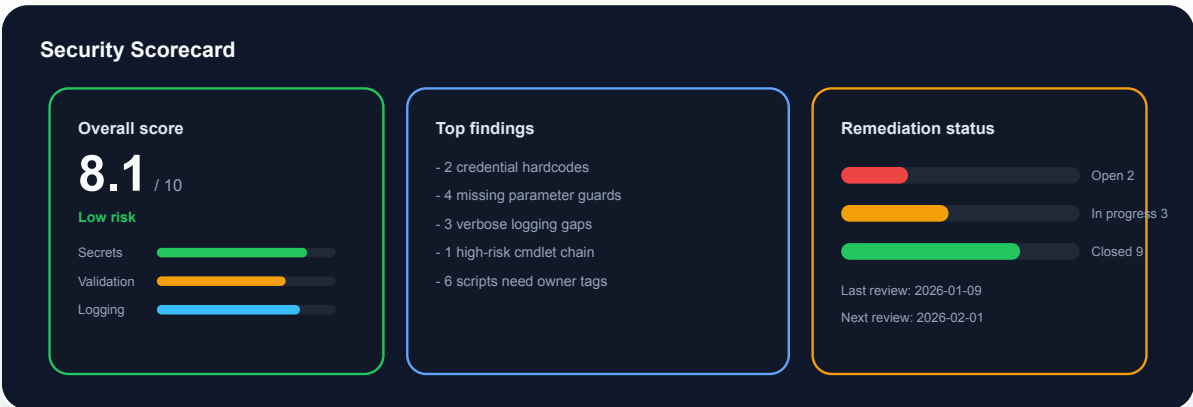 Security Scorecard
Overall score
8.1 / 10
Low risk
Secrets
Validation
Logging
Top findings
- 2 credential hardcodes
- 4 missing parameter guards
- 3 verbose logging gaps
- 1 high-risk cmdlet chain
- 6 scripts need owner tags
Remediation status
Open 2
In progress 3
Closed 9
Last review: 2026-01-09
Next review: 2026-02-01